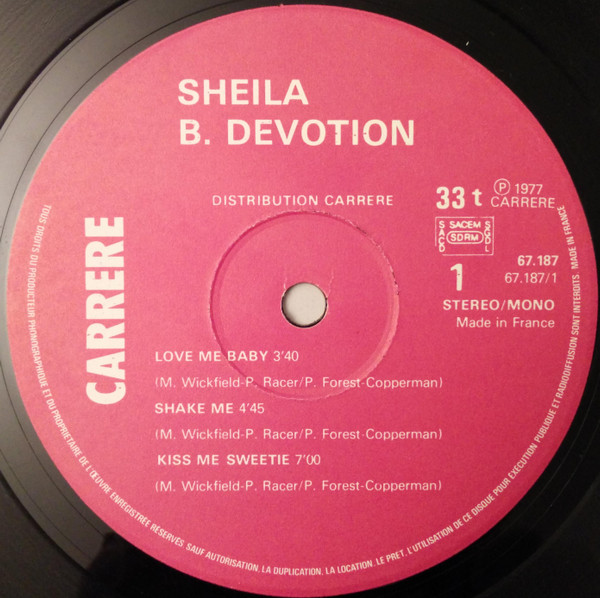 SHEILA
B. DEVOTION
DISTRIBUTION CARRERE
33 t
Ⓟ 1977
CARRERE
SACEM
SACD
SDRM
SGDL
67.187
1
67.187/1
STEREO/MONO
Made in France
CARRERE
LOVE ME BABY 3'40
(M. Wickfield-P. Racer/P. Forest-Copperman)
SHAKE ME 4'45
(M. Wickfield-P. Racer/P. Forest-Copperman)
KISS ME SWEETIE 7'00
(M. Wickfield-P. Racer/P. Forest-Copperman)
TOUS DROITS DU PRODUCTEUR PHONOGRAPHIQUE ET DU PROPRIETAIRE DE L'ŒUVRE ENREGISTREE RESERVES. SAUF AUTORISATION, LA DUPLICATION, LA LOCATION, LE PRET, L'UTILISATION DE CE DISQUE POUR EXECUTION PUBLIQUE ET RADIODIFFUSION SONT INTERDITS. MADE IN FRANCE